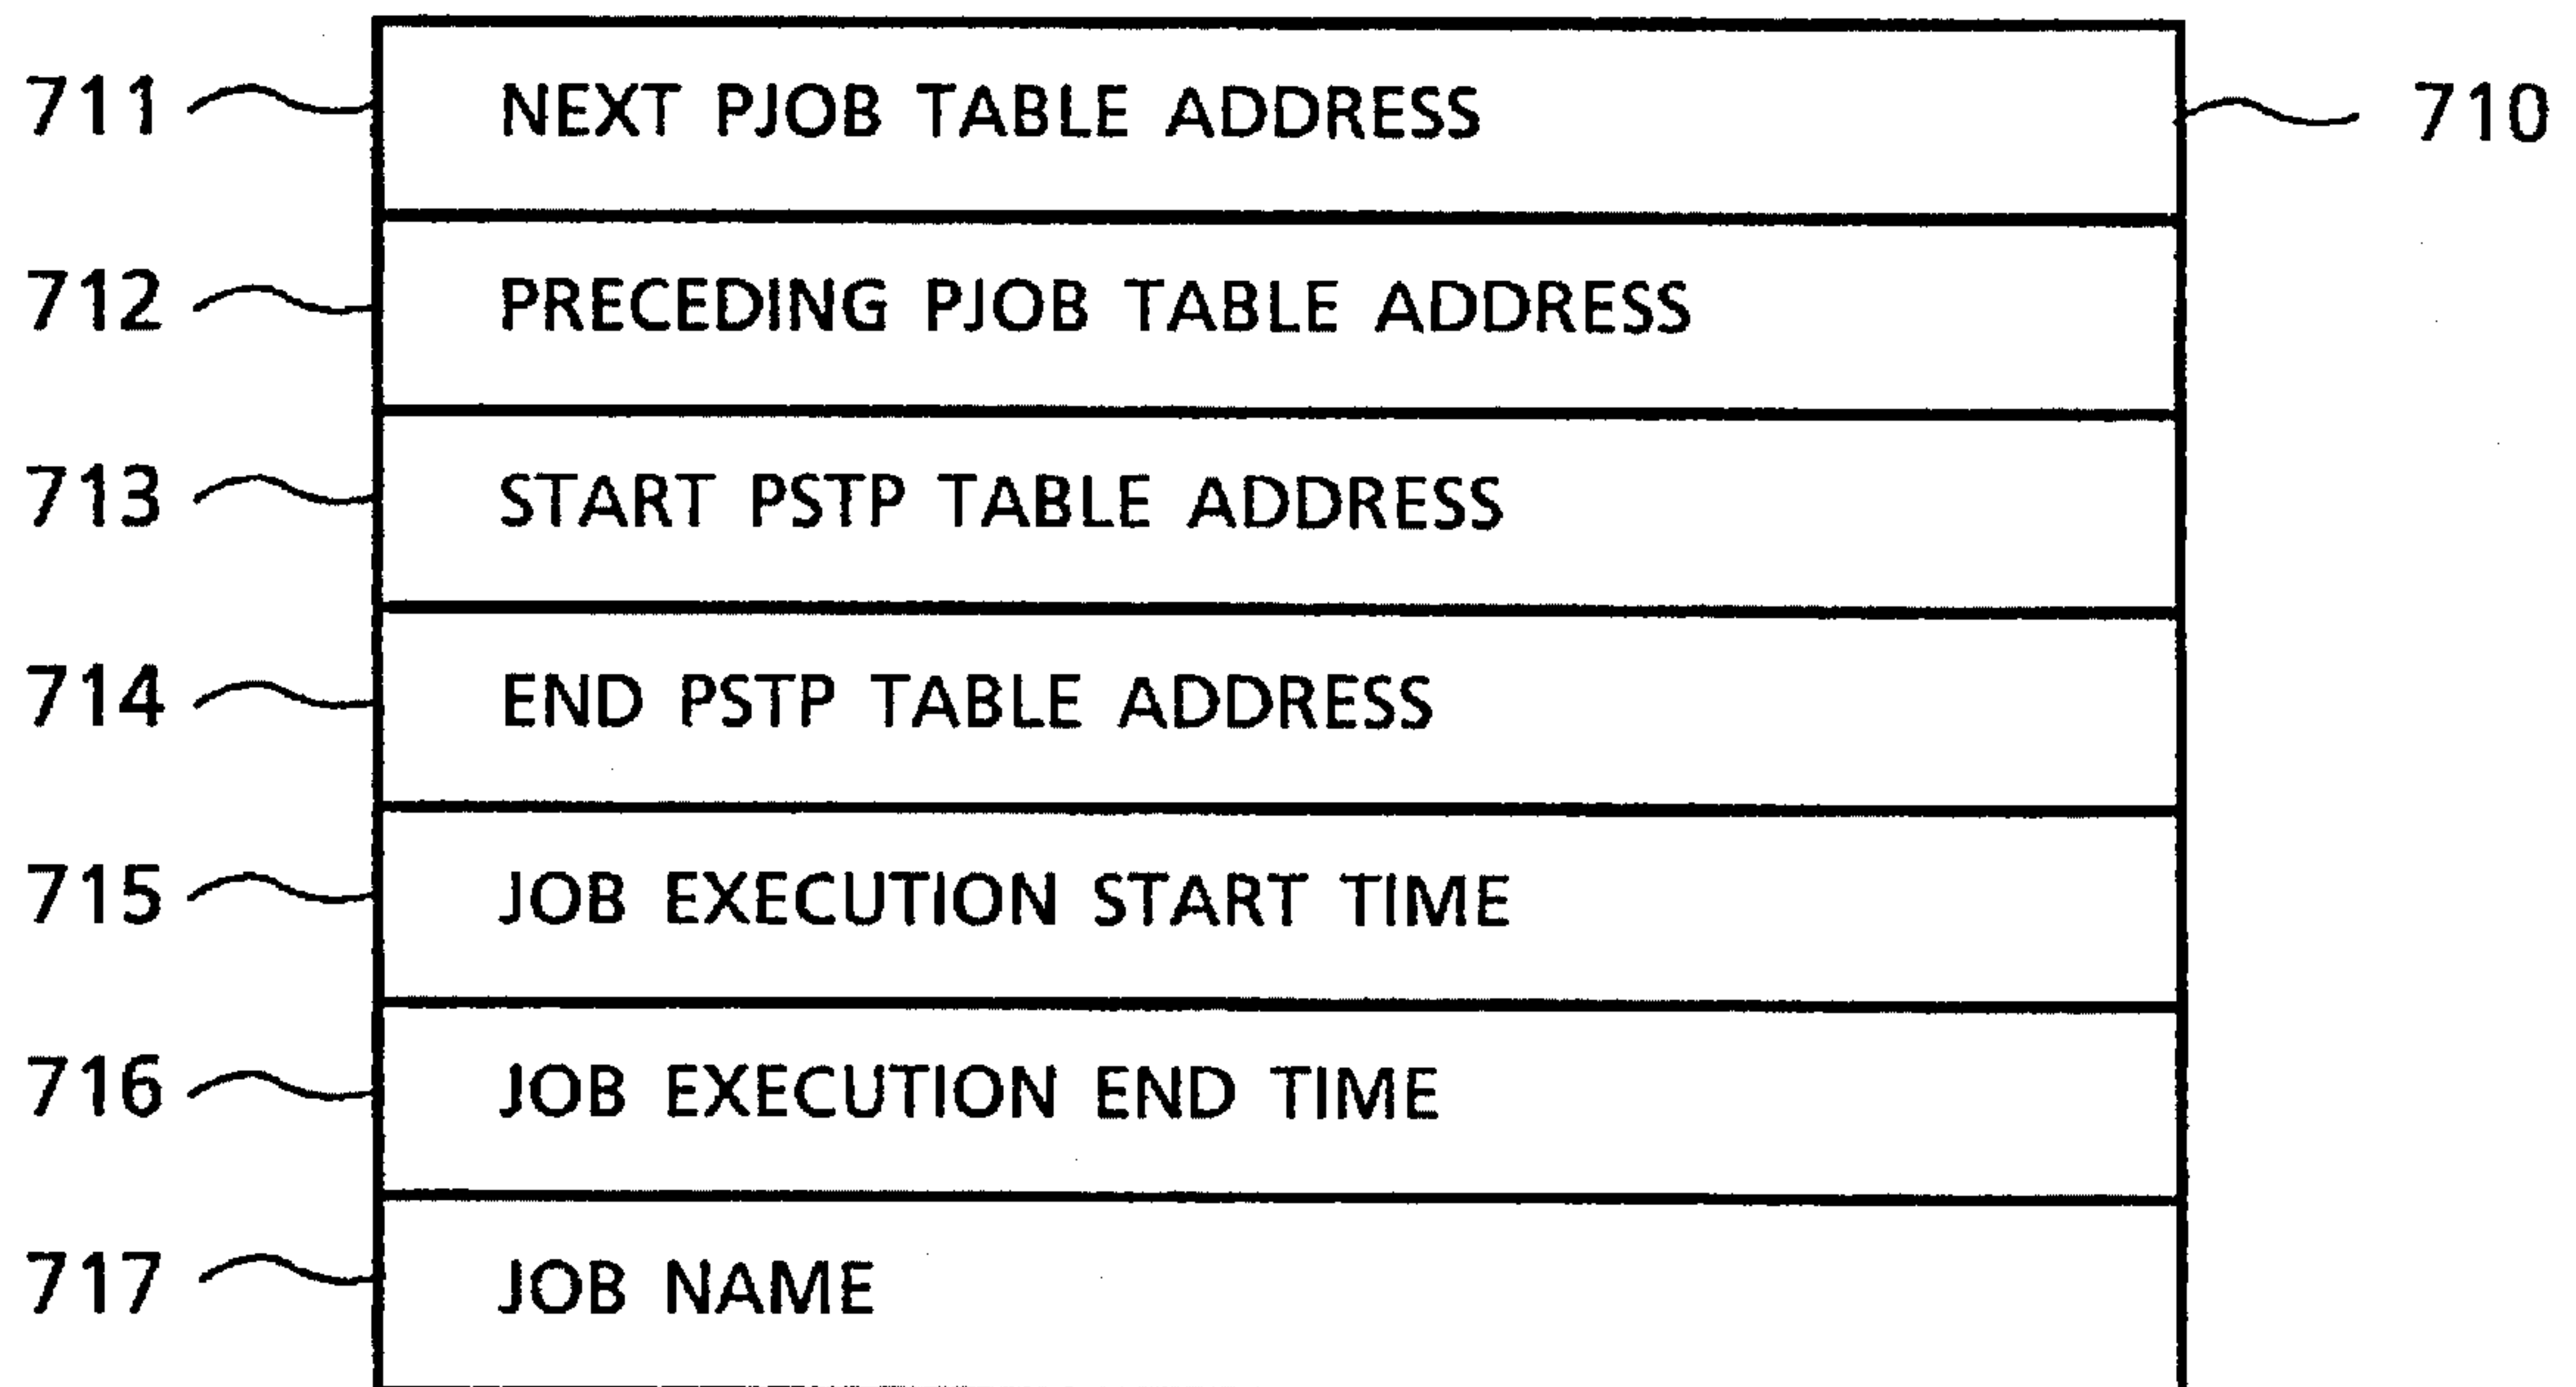 711 NEXT PJOB TABLE ADDRESS 710
712 PRECEDING PJOB TABLE ADDRESS
713 START PSTP TABLE ADDRESS
714 END PSTP TABLE ADDRESS
715 JOB EXECUTION START TIME
716 JOB EXECUTION END TIME
717 JOB NAME